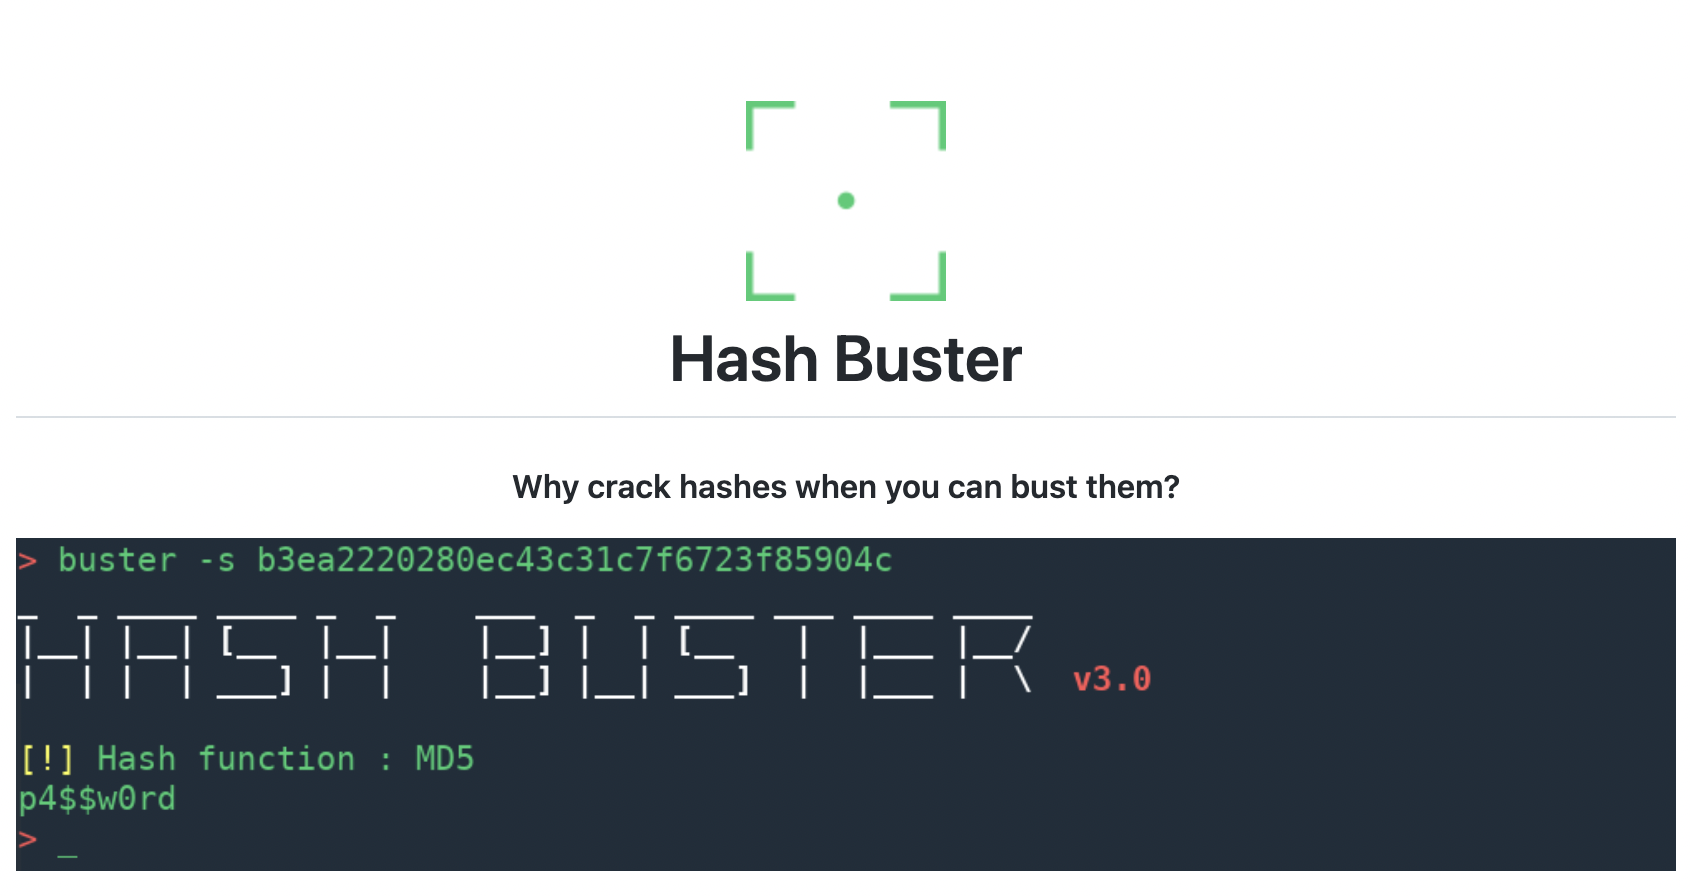 Hash Buster
Why crack hashes when you can bust them?
> buster -s b3ea2220280ec43c31c7f6723f85904c
HASH BUSTER v3.0
[!] Hash function : MD5
p4$$w0rd
> _